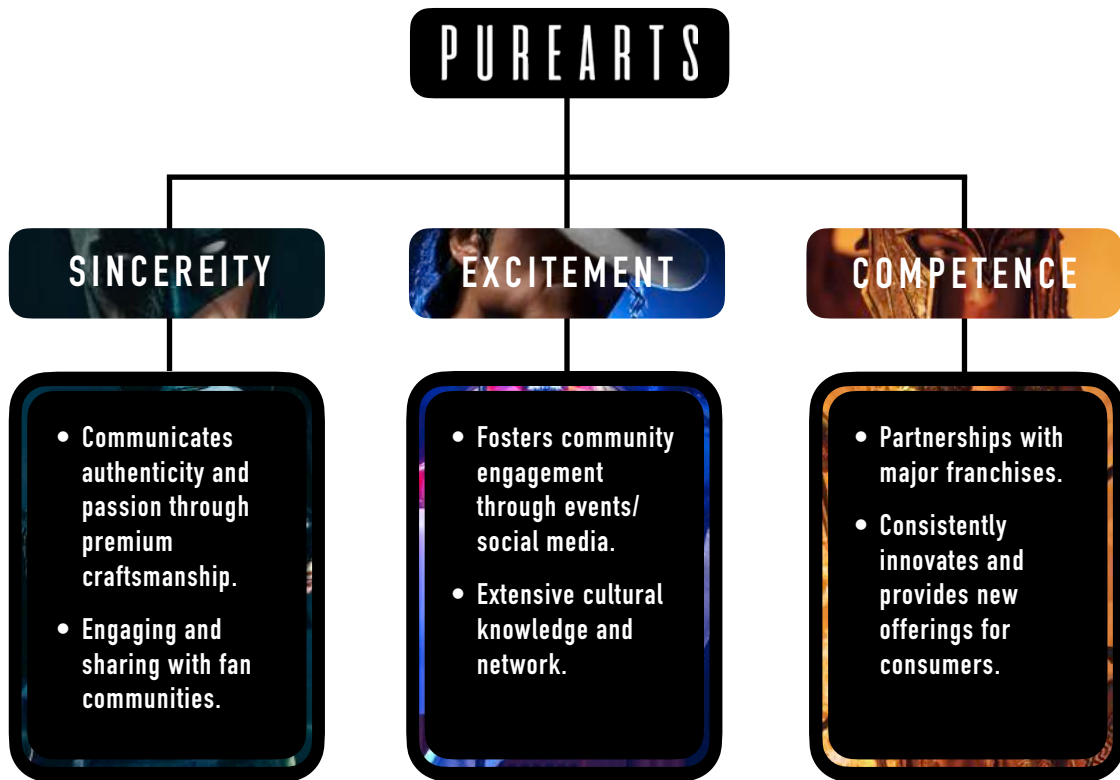 PUREARTS
SINCEREITY
EXCITEMENT
COMPETENCE
• Communicates
authenticity and
passion through
premium
craftsmanship.
• Engaging and
sharing with fan
communities.
• Fosters community
engagement
through events/
social media.
• Extensive cultural
knowledge and
network.
• Partnerships with
major franchises.
• Consistently
innovates and
provides new
offerings for
consumers.